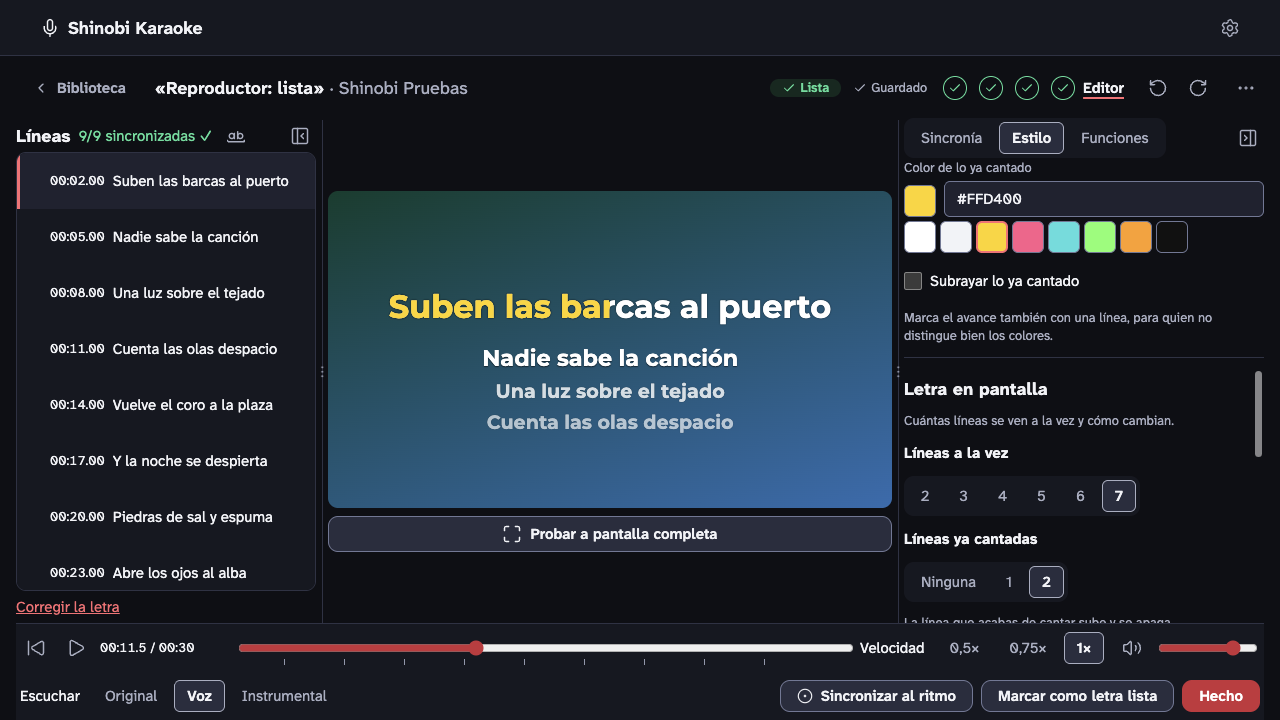 Shinobi Karaoke
Biblioteca
«Reproductor: lista» · Shinobi Pruebas
Lista
Guardado
Editor
Líneas
9/9 sincronizadas
ab
00:02.00 Suben las barcas al puerto
00:05.00 Nadie sabe la canción
00:08.00 Una luz sobre el tejado
00:11.00 Cuenta las olas despacio
00:14.00 Vuelve el coro a la plaza
00:17.00 Y la noche se despierta
00:20.00 Piedras de sal y espuma
00:23.00 Abre los ojos al alba
Corregir la letra
Suben las barcas al puerto
Nadie sabe la canción
Una luz sobre el tejado
Cuenta las olas despacio
Probar a pantalla completa
Sincronía
Estilo
Funciones
Color de lo ya cantado
#FFD400
Subrayar lo ya cantado
Marca el avance también con una línea, para quien no
distingue bien los colores.
Letra en pantalla
Cuántas líneas se ven a la vez y cómo cambian.
Líneas a la vez
2 3 4 5 6 7
Líneas ya cantadas
Ninguna 1 2
La línea que acabas de cantar sube y se apaga
00:11.5 / 00:30
Velocidad
0,5×
0,75×
1×
Escuchar
Original
Voz
Instrumental
Sincronizar al ritmo
Marcar como letra lista
Hecho